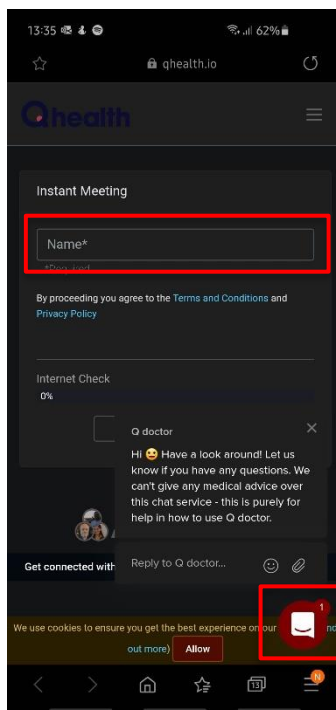 13:35 62%
qhealth.io
Qhealth
Instant Meeting
Name*
*Required
By proceeding you agree to the Terms and Conditions and
Privacy Policy
Internet Check
0%
Q doctor
Hi 😀 Have a look around! Let us
know if you have any questions. We
can't give any medical advice over
this chat service - this is purely for
help in how to use Q doctor.
Reply to Q doctor...
Get connected with
1
We use cookies to ensure you get the best experience on our
out more) Allow
13
N